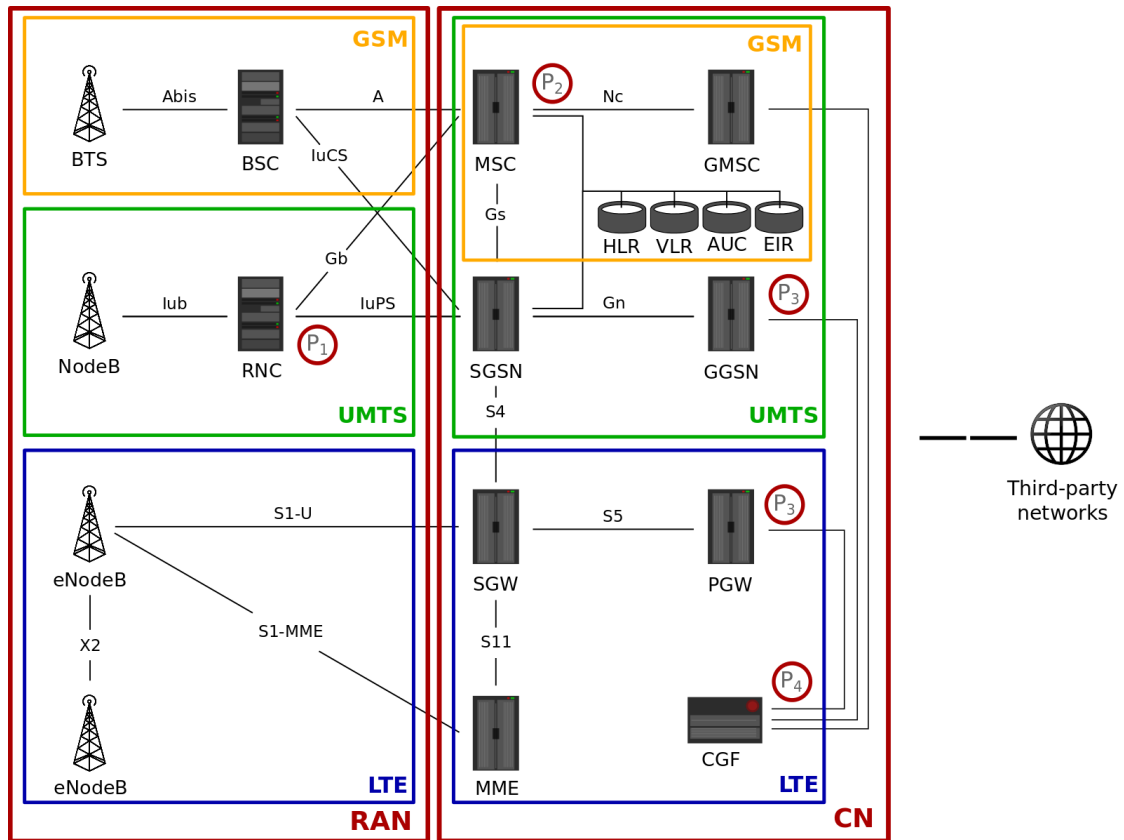 GSM
GSM
Abis
A
P2
Nc
BTS
BSC
IuCS
MSC
GMSC
Gs
HLR
VLR
AUC
EIR
Gb
Iub
IuPS
Gn
P3
P1
NodeB
RNC
SGSN
GGSN
UMTS
S4
UMTS
Third-party
networks
S1-U
S5
P3
eNodeB
SGW
PGW
X2
S1-MME
S11
P4
eNodeB
MME
CGF
LTE
LTE
RAN
CN